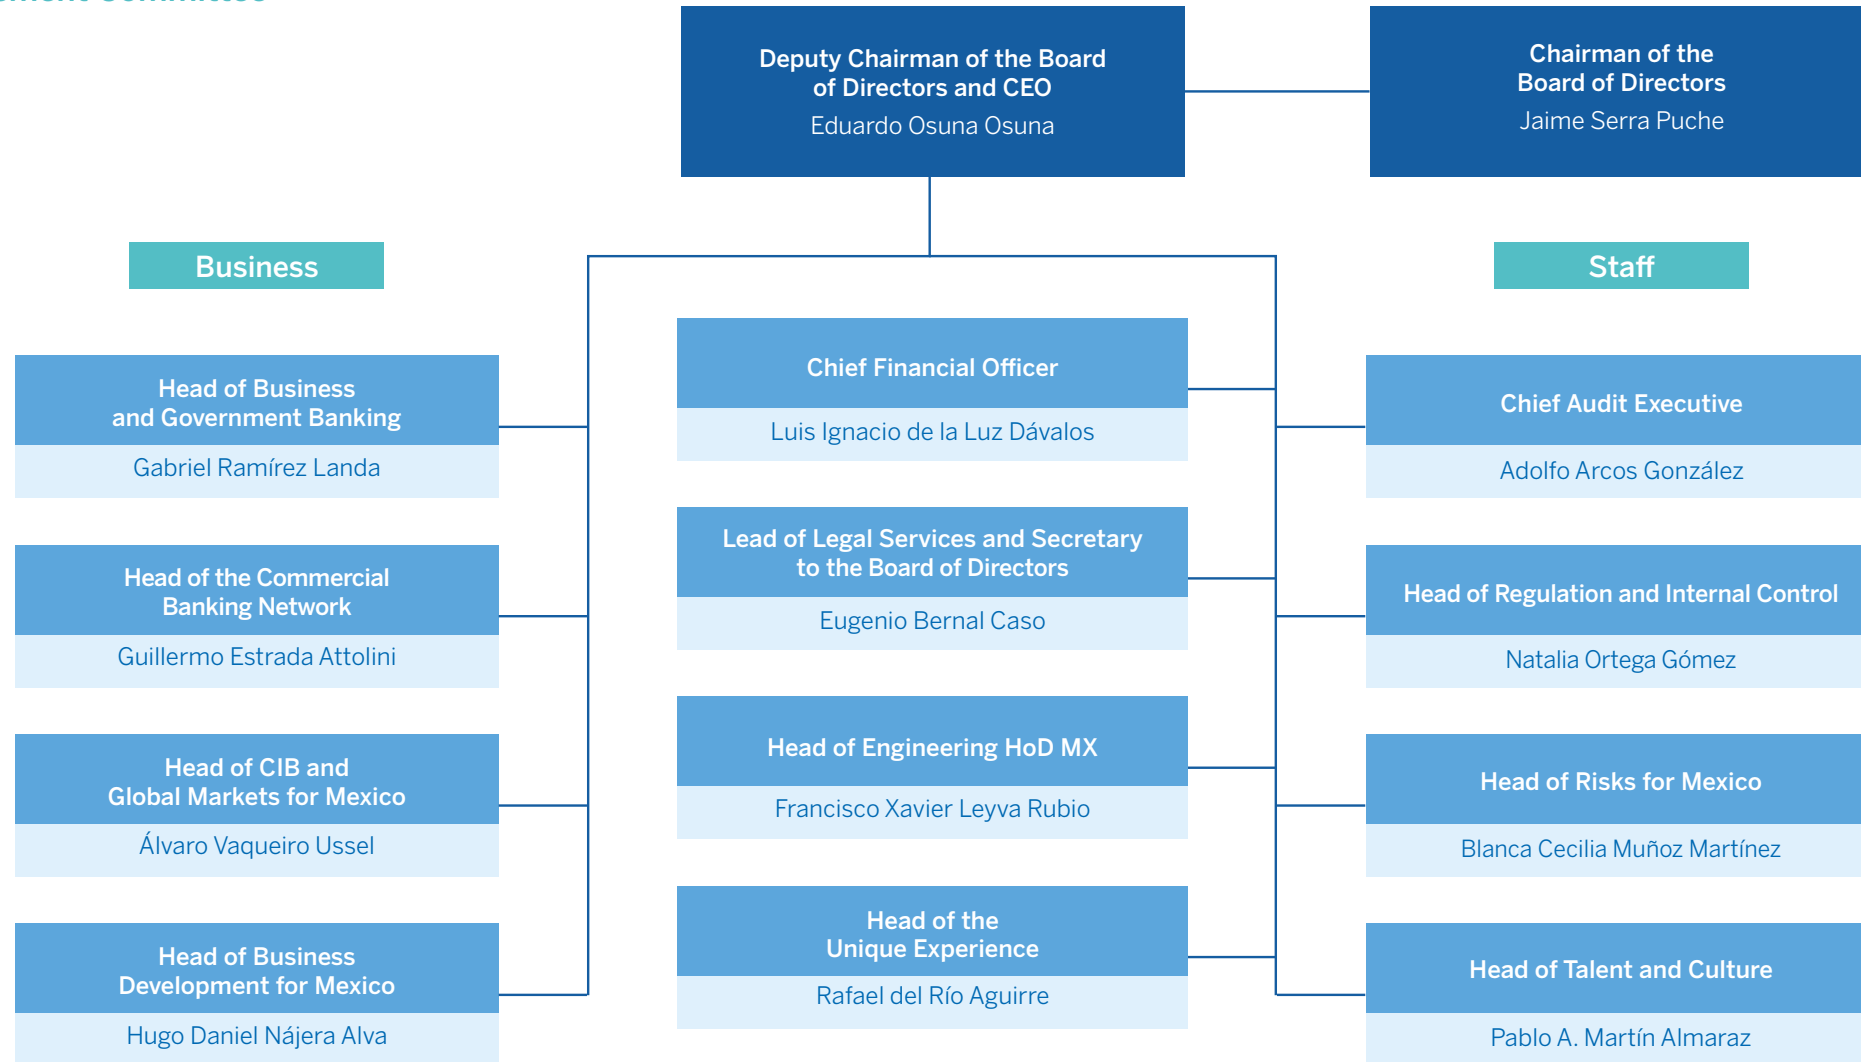 Deputy Chairman of the Board
of Directors and CEO
Eduardo Osuna Osuna
Chairman of the
Board of Directors
Jaime Serra Puche
Business
Staff
Head of Business
and Government Banking
Gabriel Ramírez Landa
Head of the Commercial
Banking Network
Guillermo Estrada Attolini
Head of CIB and
Global Markets for Mexico
Álvaro Vaqueiro Ussel
Head of Business
Development for Mexico
Hugo Daniel Nájera Alva
Chief Financial Officer
Luis Ignacio de la Luz Dávalos
Lead of Legal Services and Secretary
to the Board of Directors
Eugenio Bernal Caso
Head of Engineering HoD MX
Francisco Xavier Leyva Rubio
Head of the
Unique Experience
Rafael del Río Aguirre
Chief Audit Executive
Adolfo Arcos González
Head of Regulation and Internal Control
Natalia Ortega Gómez
Head of Risks for Mexico
Blanca Cecilia Muñoz Martínez
Head of Talent and Culture
Pablo A. Martín Almaraz